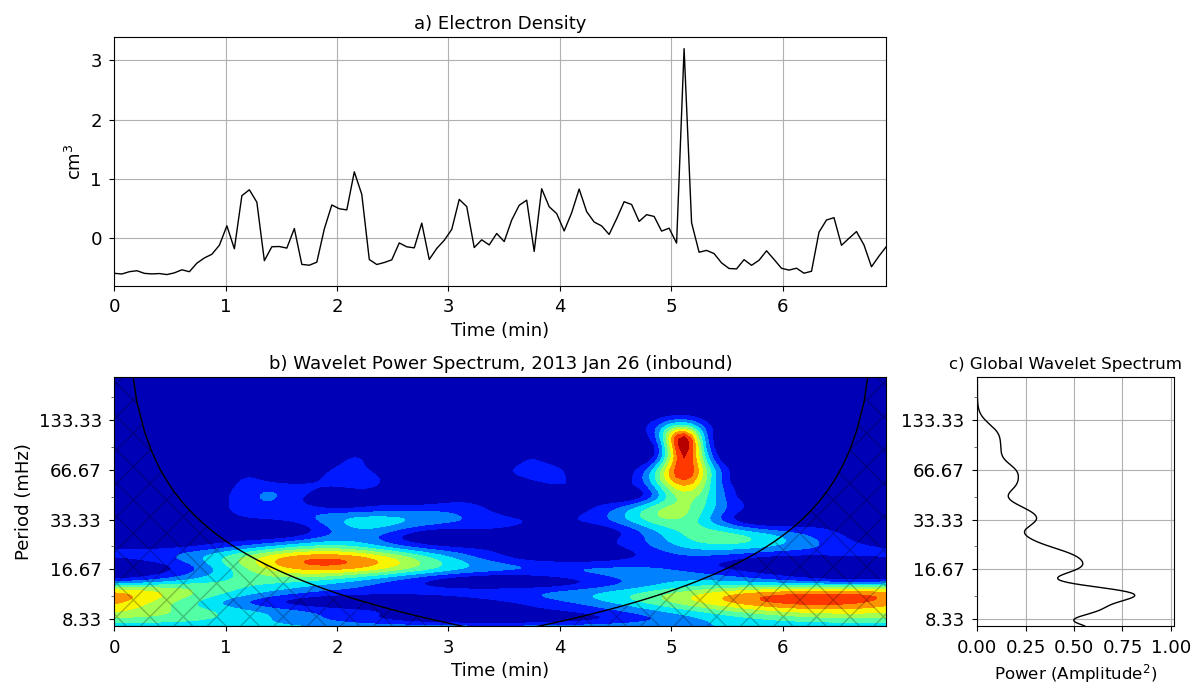 a) Electron Density
3
2
1
0
cm³
0 1 2 3 4 5 6
Time (min)
b) Wavelet Power Spectrum, 2013 Jan 26 (inbound)
133.33
66.67
33.33
16.67
8.33
Period (mHz)
0 1 2 3 4 5 6
Time (min)
c) Global Wavelet Spectrum
133.33
66.67
33.33
16.67
8.33
0.00 0.25 0.50 0.75 1.00
Power (Amplitude²)